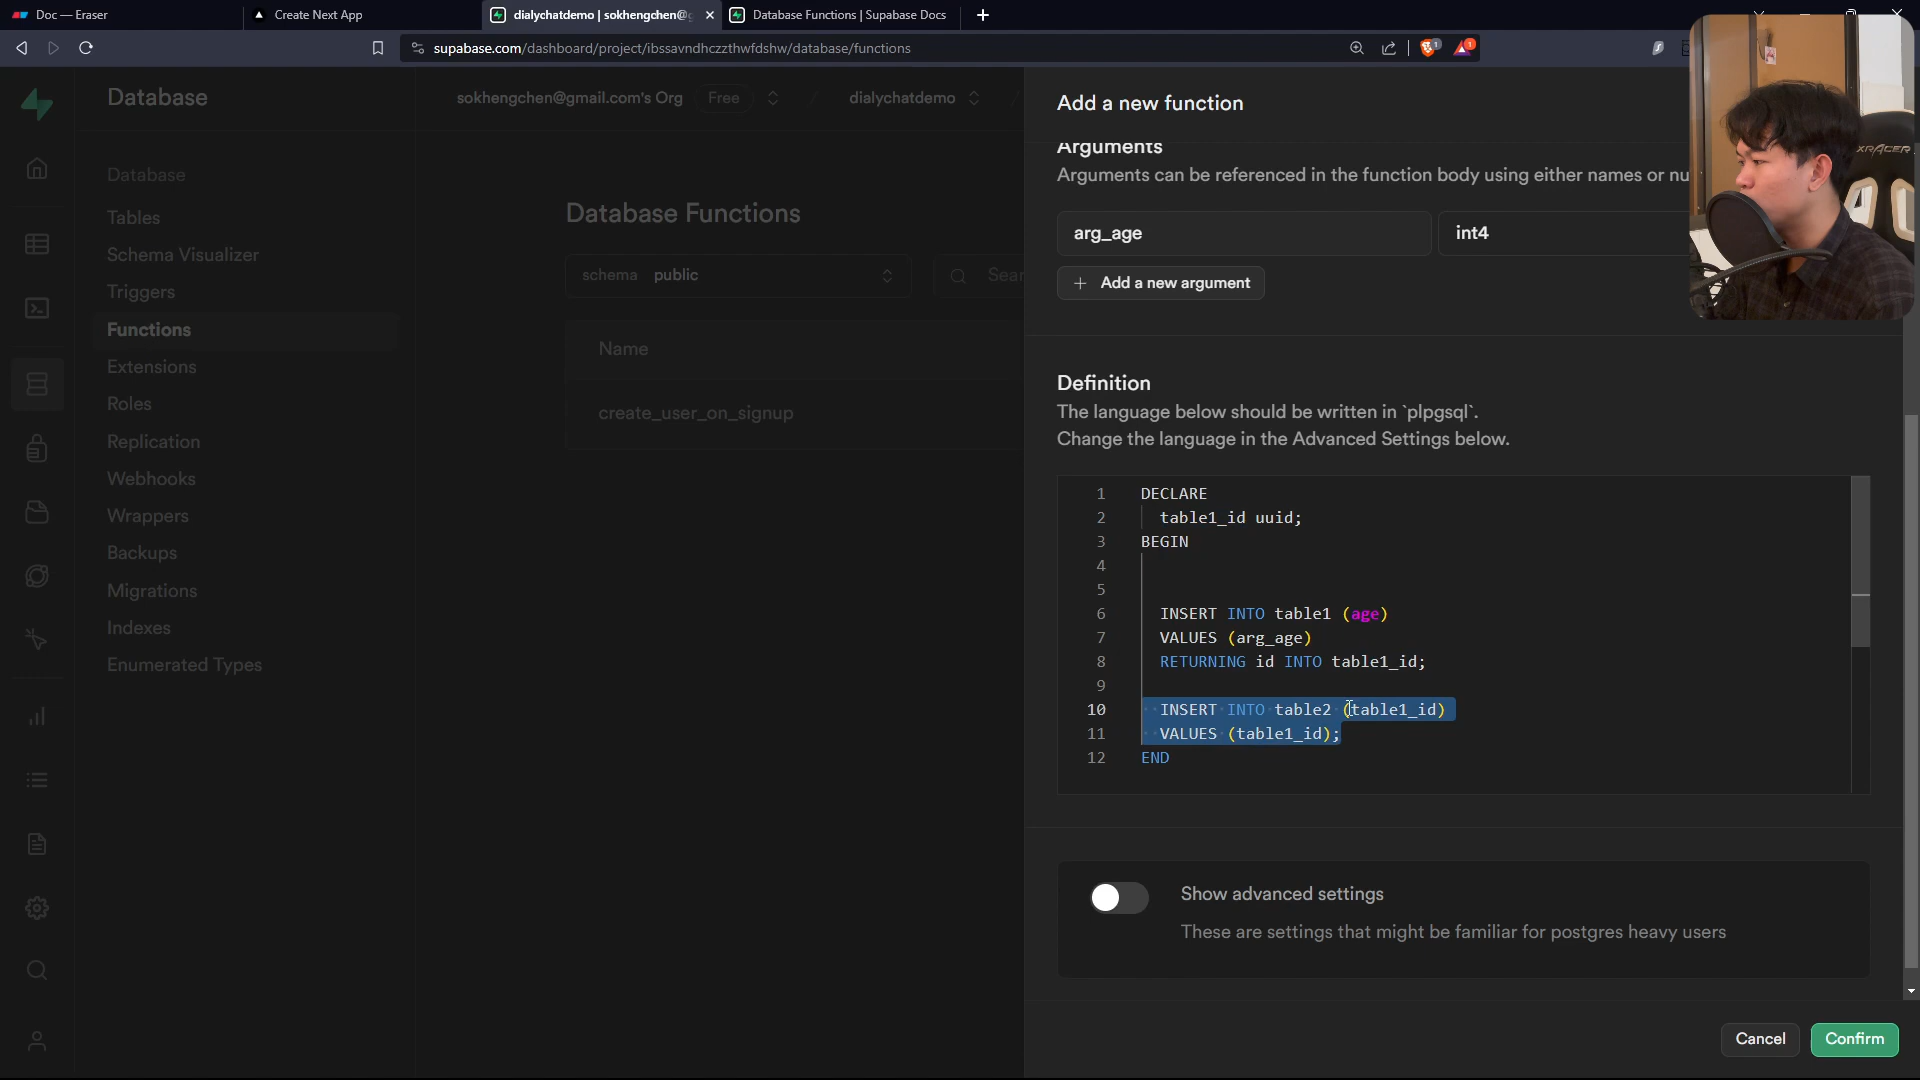 Doc — Eraser
Create Next App
dialychatdemo | sokhengchen@g
Database Functions | Supabase Docs
supabase.com/dashboard/project/ibssavndhczzthwfdshw/database/functions
1
1
Database
sokhengchen@gmail.com's Org
Free
/
dialychatdemo
/
Database
Tables
Schema Visualizer
Triggers
Functions
Extensions
Roles
Replication
Webhooks
Wrappers
Backups
Migrations
Indexes
Enumerated Types
Database Functions
schema public
Sear
Name
create_user_on_signup
Add a new function
Arguments
Arguments can be referenced in the function body using either names or nu
arg_age
int4
+ Add a new argument
Definition
The language below should be written in `plpgsql`.
Change the language in the Advanced Settings below.
1 DECLARE
2 table1_id uuid;
3 BEGIN
4
5
6 INSERT INTO table1 (age)
7 VALUES (arg_age)
8 RETURNING id INTO table1_id;
9
10 INSERT INTO table2 (table1_id)
11 VALUES (table1_id);
12 END
Show advanced settings
These are settings that might be familiar for postgres heavy users
Cancel
Confirm
XRACER